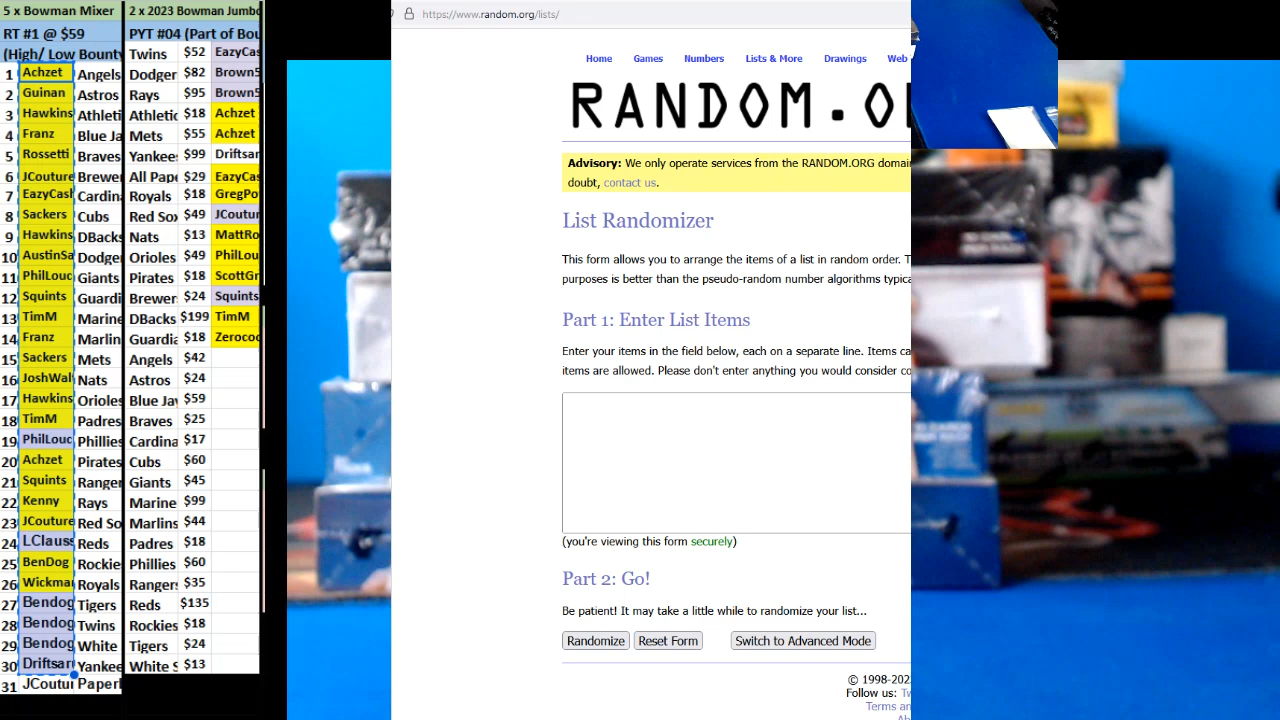 5 x Bowman Mixer
RT #1 @ $59
(High/ Low Bounty
1 Achzet Angels
2 Guinan Astros
3 Hawkins Athleti
4 Franz Blue Ja
5 Rossetti Braves
6 JCouture Brewer
7 EazyCash Cardina
8 Sackers Cubs
9 Hawkins DBacks
10 AustinSa Dodger
11 PhilLouc Giants
12 Squints Guardi
13 TimM Marine
14 Franz Marlin
15 Sackers Mets
16 JoshWal Nats
17 Hawkins Orioles
18 TimM Padres
19 PhilLouc Phillies
20 Achzet Pirates
21 Squints Ranger
22 Kenny Rays
23 JCouture Red So
24 LClauss Reds
25 BenDog Rockie
26 Wickma Royals
27 Bendog Tigers
28 Bendog Twins
29 Bendog White
30 Driftsar Yankee
31 JCoutur Paper
2 x 2023 Bowman Jumbo
PYT #04 (Part of Bou
Twins $52 EazyCas
Dodger $82 Brown5
Rays $95 Brown5
Athletic $18 Achzet
Mets $55 Achzet
Yankee $99 Driftsar
All Pape $29 EazyCas
Royals $18 GregPo
Red Sox $49 JCoutur
Nats $13 MattRo
Orioles $49 PhilLou
Pirates $18 ScottGr
Brewer $24 Squints
DBacks $199 TimM
Guardia $18 Zerocoo
Angels $42
Astros $24
Blue Jay $59
Braves $25
Cardina $17
Cubs $60
Giants $45
Marine $99
Marlins $44
Padres $18
Phillies $60
Ranger $35
Reds $135
Rockies $18
Tigers $24
White S $13
https://www.random.org/lists/
Home Games Numbers Lists & More Drawings Web
RANDOM.O
Advisory: We only operate services from the RANDOM.ORG domain
doubt, contact us.
List Randomizer
This form allows you to arrange the items of a list in random order. T
purposes is better than the pseudo-random number algorithms typica
Part 1: Enter List Items
Enter your items in the field below, each on a separate line. Items ca
items are allowed. Please don't enter anything you would consider co
(you're viewing this form securely)
Part 2: Go!
Be patient! It may take a little while to randomize your list...
Randomize Reset Form Switch to Advanced Mode
© 1998-202
Follow us: Tw
Terms an